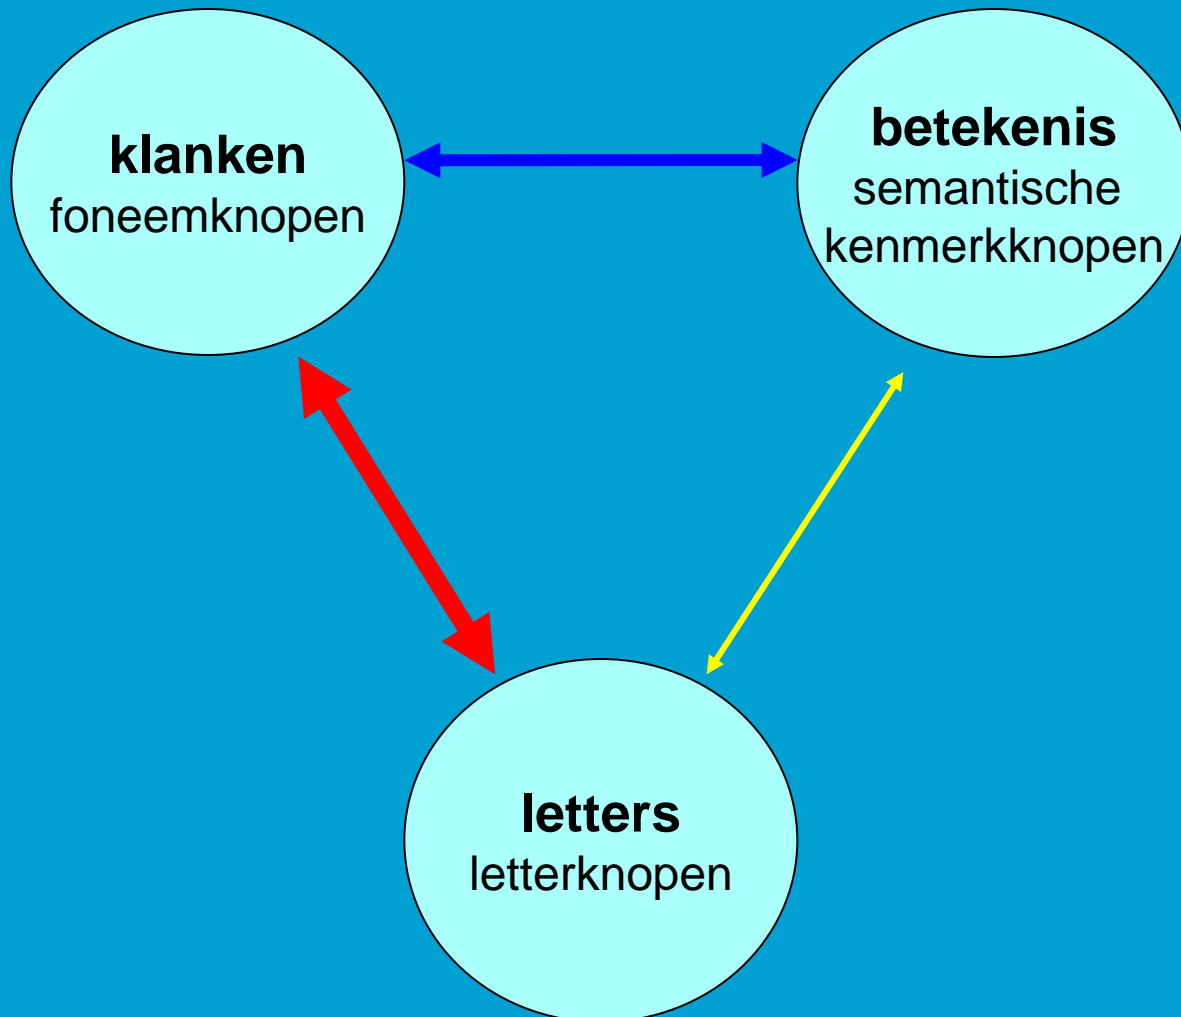 klanken
foneemknopen
betekenis
semantische
kenmerkknopen
letters
letterknopen